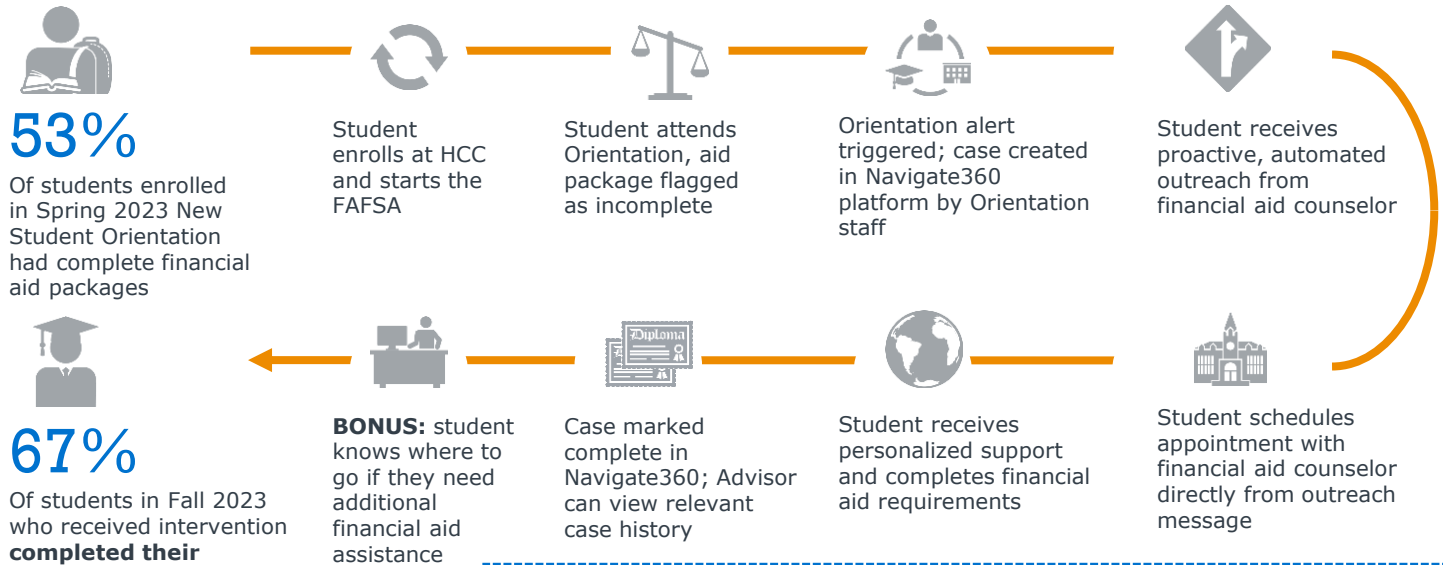 53%
Of students enrolled
in Spring 2023 New
Student Orientation
had complete financial
aid packages
Student
enrolls at HCC
and starts the
FAFSA
Student attends
Orientation, aid
package flagged
as incomplete
Orientation alert
triggered; case created
in Navigate360
platform by Orientation
staff
Student receives
proactive, automated
outreach from
financial aid counselor
Student schedules
appointment with
financial aid counselor
directly from outreach
message
Student receives
personalized support
and completes financial
aid requirements
Diploma
Case marked
complete in
Navigate360; Advisor
can view relevant
case history
BONUS: student
knows where to
go if they need
additional
financial aid
assistance
67%
Of students in Fall 2023
who received intervention
completed their